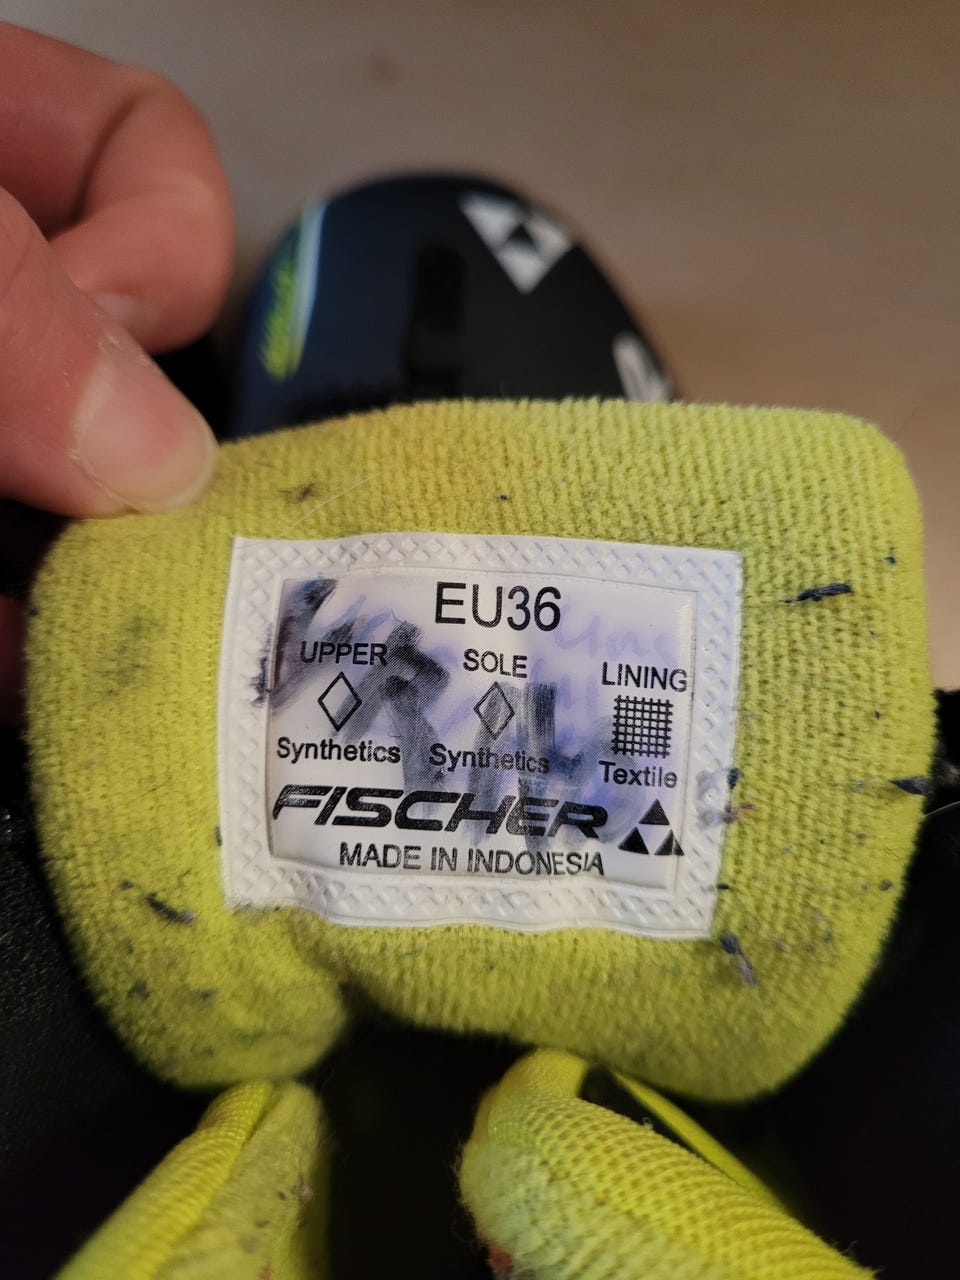 EU36
UPPER SOLE LINING
Synthetics Synthetics Textile
FISCHER
MADE IN INDONESIA